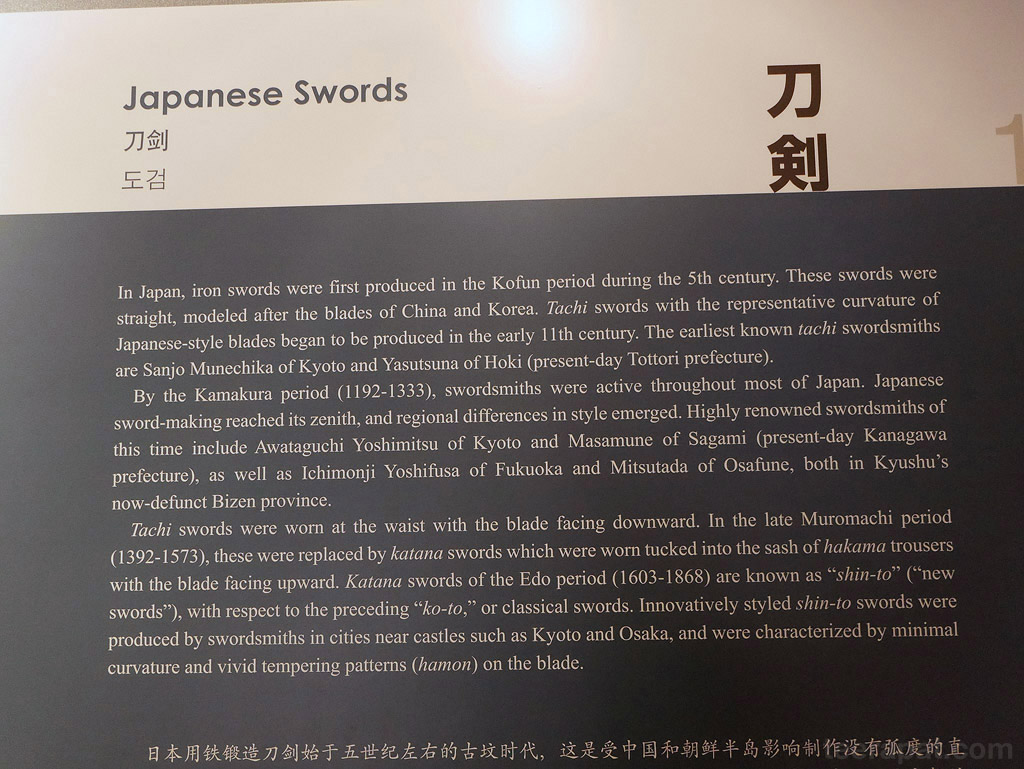 Japanese Swords
刀剑
도검
刀
剣
1
In Japan, iron swords were first produced in the Kofun period during the 5th century. These swords were
straight, modeled after the blades of China and Korea. Tachi swords with the representative curvature of
Japanese-style blades began to be produced in the early 11th century. The earliest known tachi swordsmiths
are Sanjo Munechika of Kyoto and Yasutsuna of Hoki (present-day Tottori prefecture).
By the Kamakura period (1192-1333), swordsmiths were active throughout most of Japan. Japanese
sword-making reached its zenith, and regional differences in style emerged. Highly renowned swordsmiths of
this time include Awataguchi Yoshimitsu of Kyoto and Masamune of Sagami (present-day Kanagawa
prefecture), as well as Ichimonji Yoshifusa of Fukuoka and Mitsutada of Osafune, both in Kyushu’s
now-defunct Bizen province.
Tachi swords were worn at the waist with the blade facing downward. In the late Muromachi period
(1392-1573), these were replaced by katana swords which were worn tucked into the sash of hakama trousers
with the blade facing upward. Katana swords of the Edo period (1603-1868) are known as “shin-to” (“new
swords”), with respect to the preceding “ko-to,” or classical swords. Innovatively styled shin-to swords were
produced by swordsmiths in cities near castles such as Kyoto and Osaka, and were characterized by minimal
curvature and vivid tempering patterns (hamon) on the blade.
日本用铁锻造刀剑始于五世纪左右的古坟时代，这是受中国和朝鲜半岛影响制作没有弧度的直